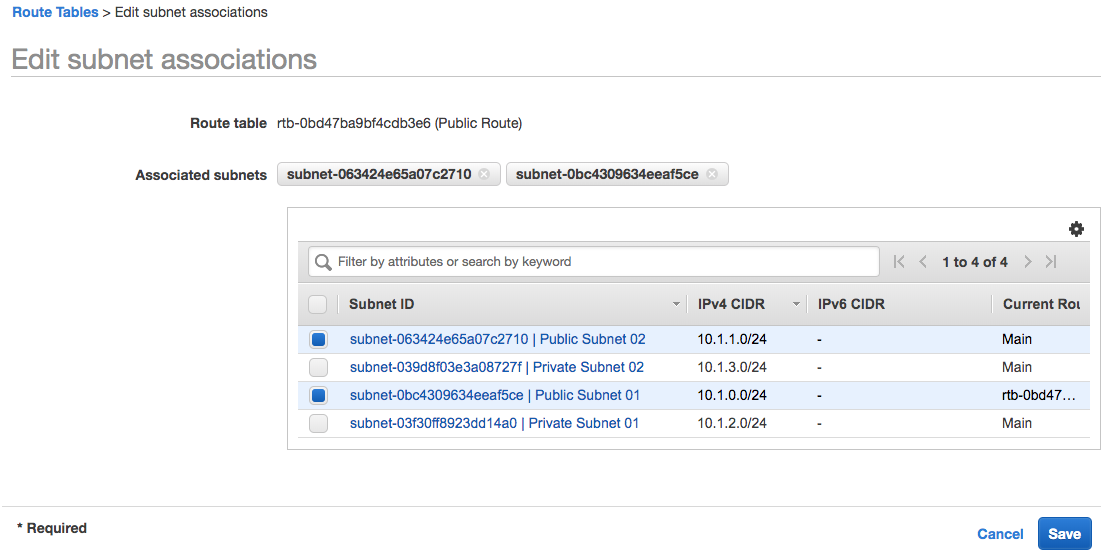 Route Tables > Edit subnet associations
Edit subnet associations
Route table rtb-0bd47ba9bf4cdb3e6 (Public Route)
Associated subnets subnet-063424e65a07c2710 subnet-0bc4309634eeaf5ce
Filter by attributes or search by keyword 1 to 4 of 4
Subnet ID IPv4 CIDR IPv6 CIDR Current Rou
subnet-063424e65a07c2710 | Public Subnet 02 10.1.1.0/24 - Main
subnet-039d8f03e3a08727f | Private Subnet 02 10.1.3.0/24 - Main
subnet-0bc4309634eeaf5ce | Public Subnet 01 10.1.0.0/24 - rtb-0bd47...
subnet-03f30ff8923dd14a0 | Private Subnet 01 10.1.2.0/24 - Main
* Required Cancel Save